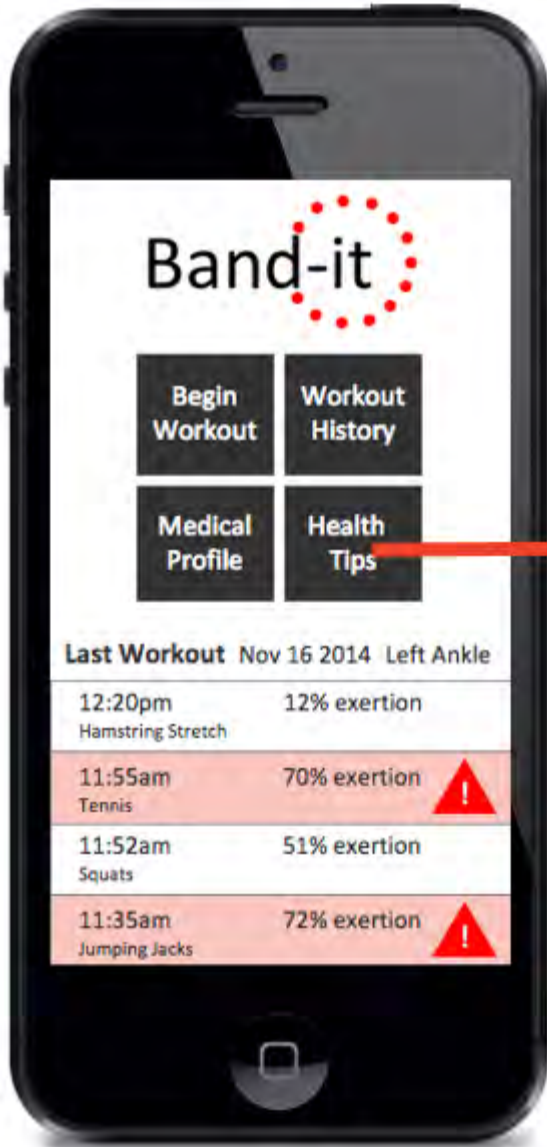 Band-it
Begin
Workout
Workout
History
Medical
Profile
Health
Tips
Last Workout Nov 16 2014 Left Ankle
12:20pm 12% exertion
Hamstring Stretch
11:55am 70% exertion !
Tennis
11:52am 51% exertion
Squats
11:35am 72% exertion !
Jumping Jacks